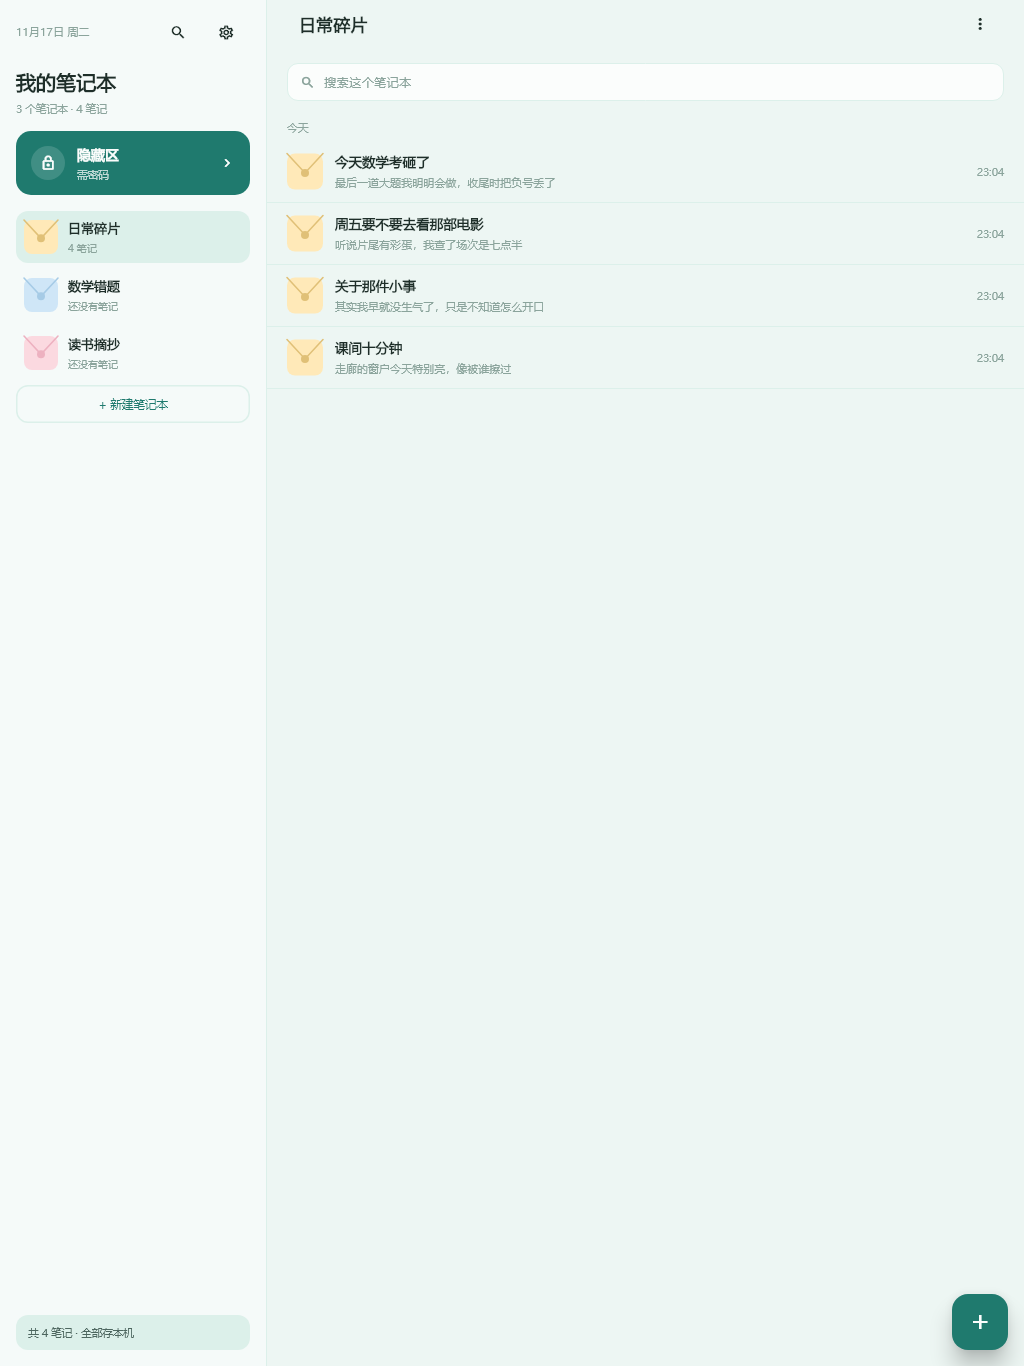 11月17日 周二
我的笔记本
3 个笔记本 · 4 笔记
隐藏区
需密码
日常碎片
4 笔记
数学错题
还没有笔记
读书摘抄
还没有笔记
+ 新建笔记本
共 4 笔记 · 全部存本机
日常碎片
搜索这个笔记本
今天
今天数学考砸了
最后一道大题我明明会做，收尾时把负号丢了
23:04
周五要不要去看那部电影
听说片尾有彩蛋，我查了场次是七点半
23:04
关于那件小事
其实我早就没生气了，只是不知道怎么开口
23:04
课间十分钟
走廊的窗户今天特别亮，像被谁擦过
23:04